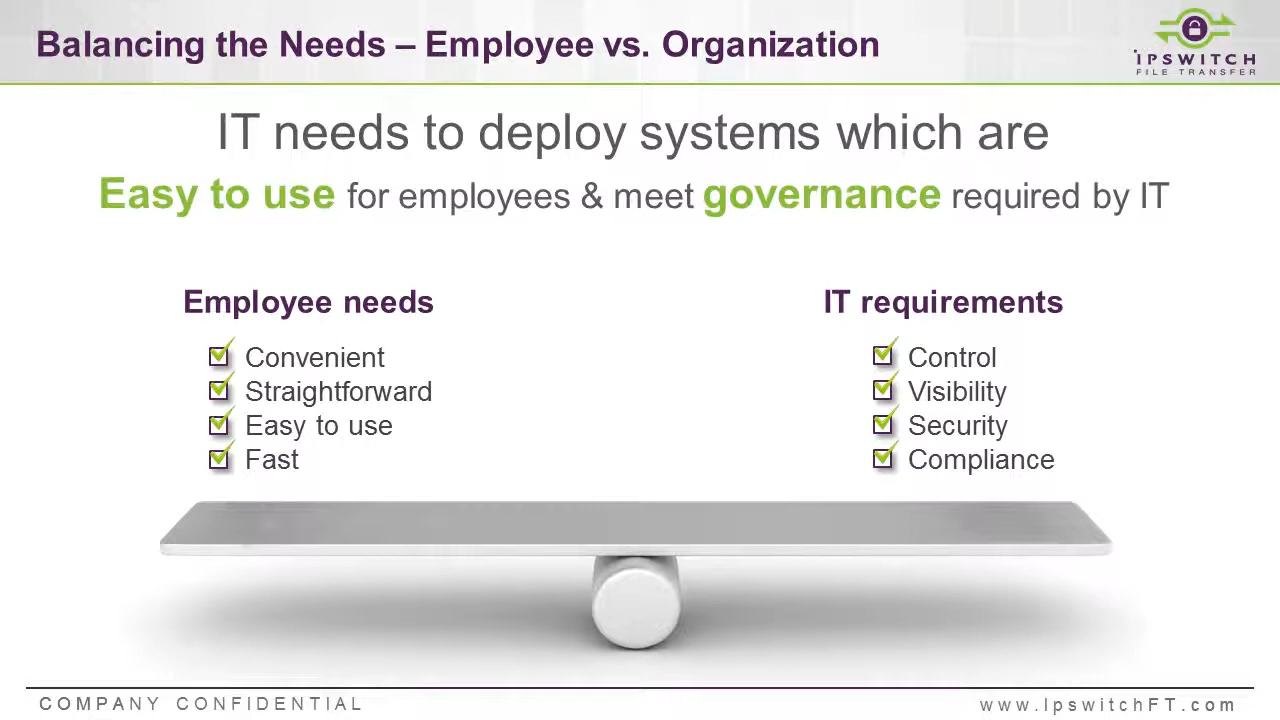 Balancing the Needs – Employee vs. Organization
IPSWITCH
FILE TRANSFER
IT needs to deploy systems which are
Easy to use for employees & meet governance required by IT
Employee needs
Convenient
Straightforward
Easy to use
Fast
IT requirements
Control
Visibility
Security
Compliance
COMPANY CONFIDENTIAL
www.IpswitchFT.com